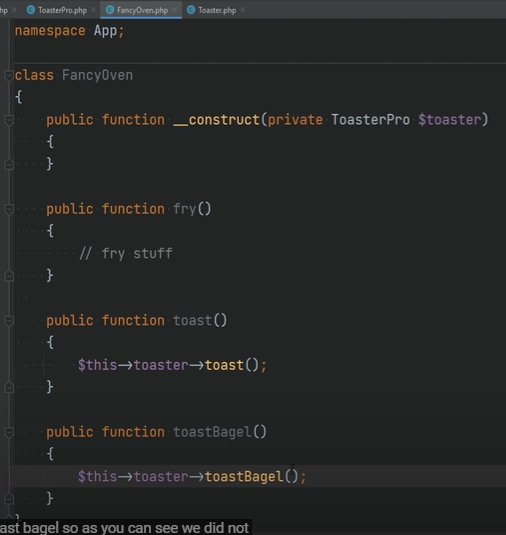 hp ToasterPro.php FancyOven.php Toaster.php
namespace App;
class FancyOven
{
public function __construct(private ToasterPro $toaster)
{
}
public function fry()
{
// fry stuff
}
public function toast()
{
$this->toaster->toast();
}
public function toastBagel()
{
$this->toaster->toastBagel();
}
}
ast bagel so as you can see we did not